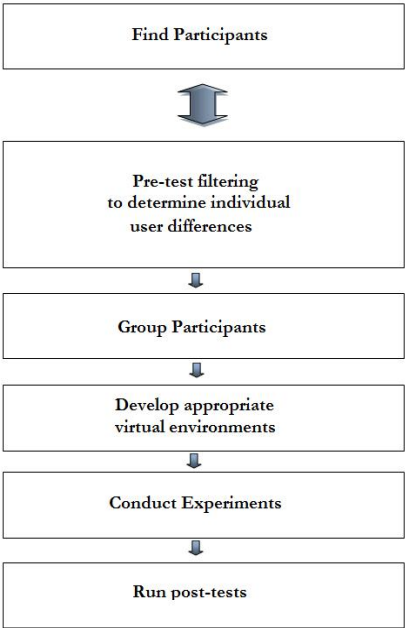 Find Participants
Pre-test filtering
to determine individual
user differences
Group Participants
Develop appropriate
virtual environments
Conduct Experiments
Run post-tests